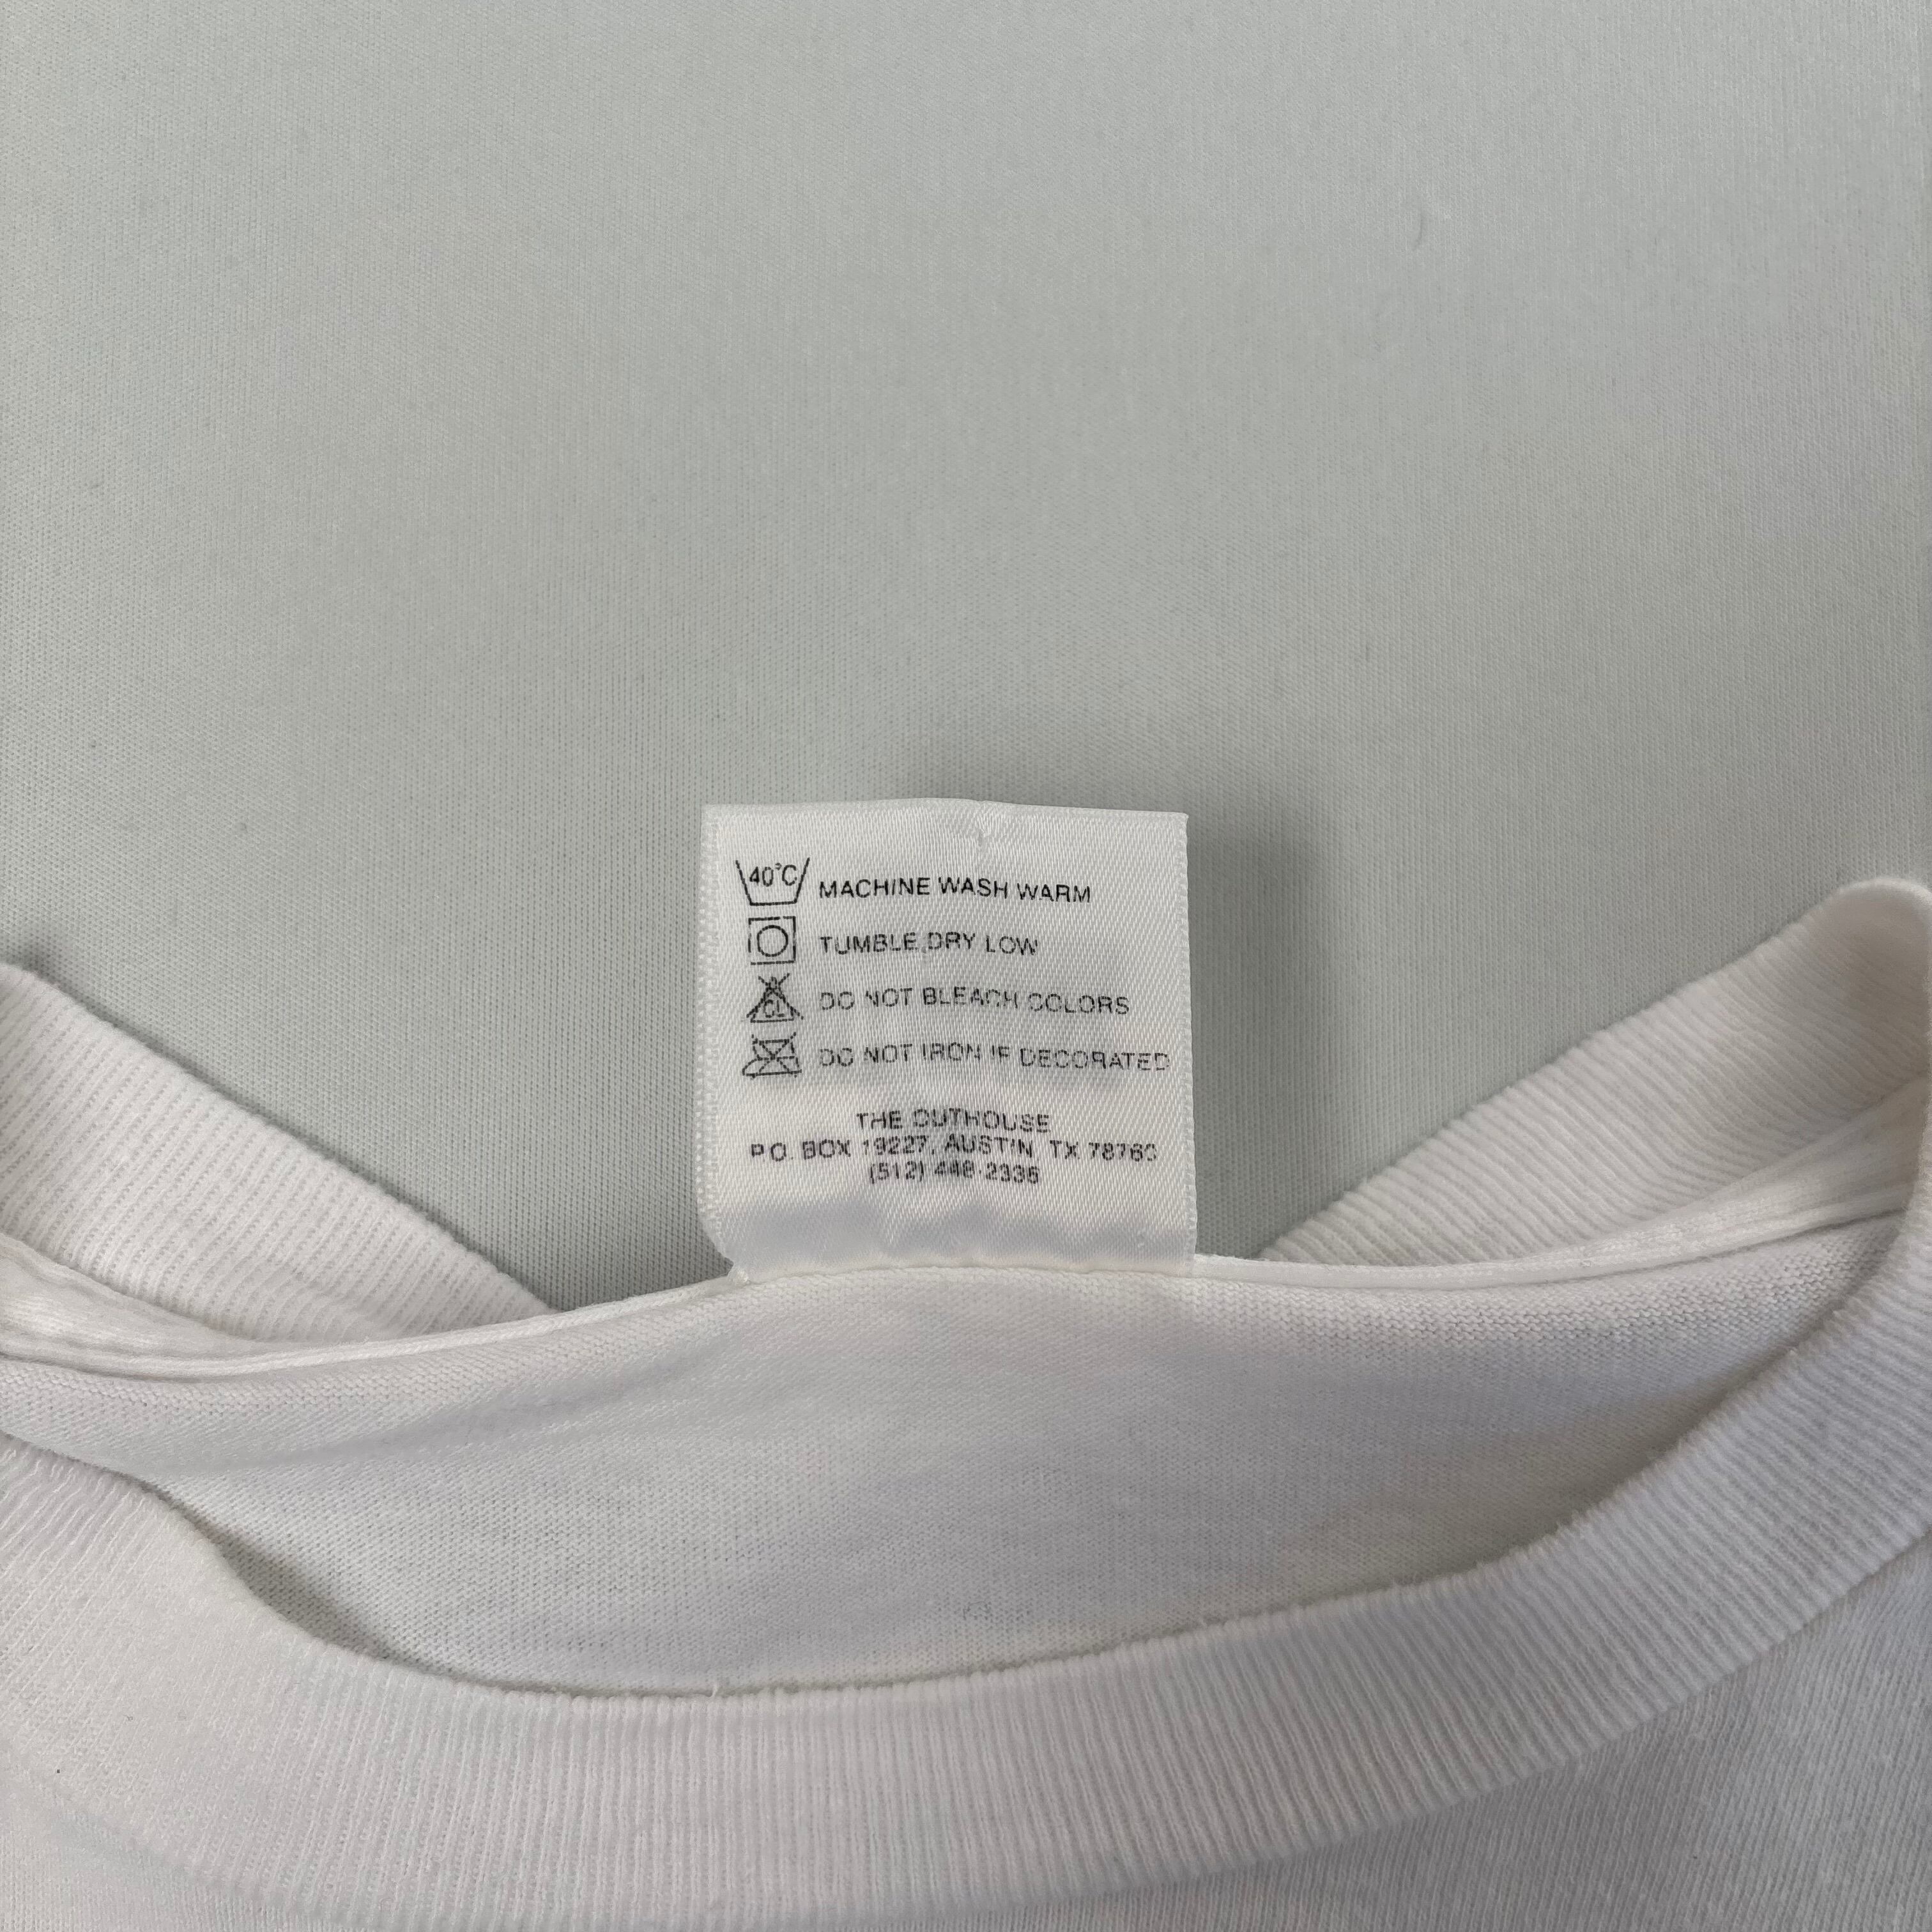 40°C MACHINE WASH WARM
TUMBLE DRY LOW
CL DO NOT BLEACH COLORS
DO NOT IRON IF DECORATED
THE OUTHOUSE
P.O. BOX 19227, AUSTIN, TX 78760
(512) 448-2336